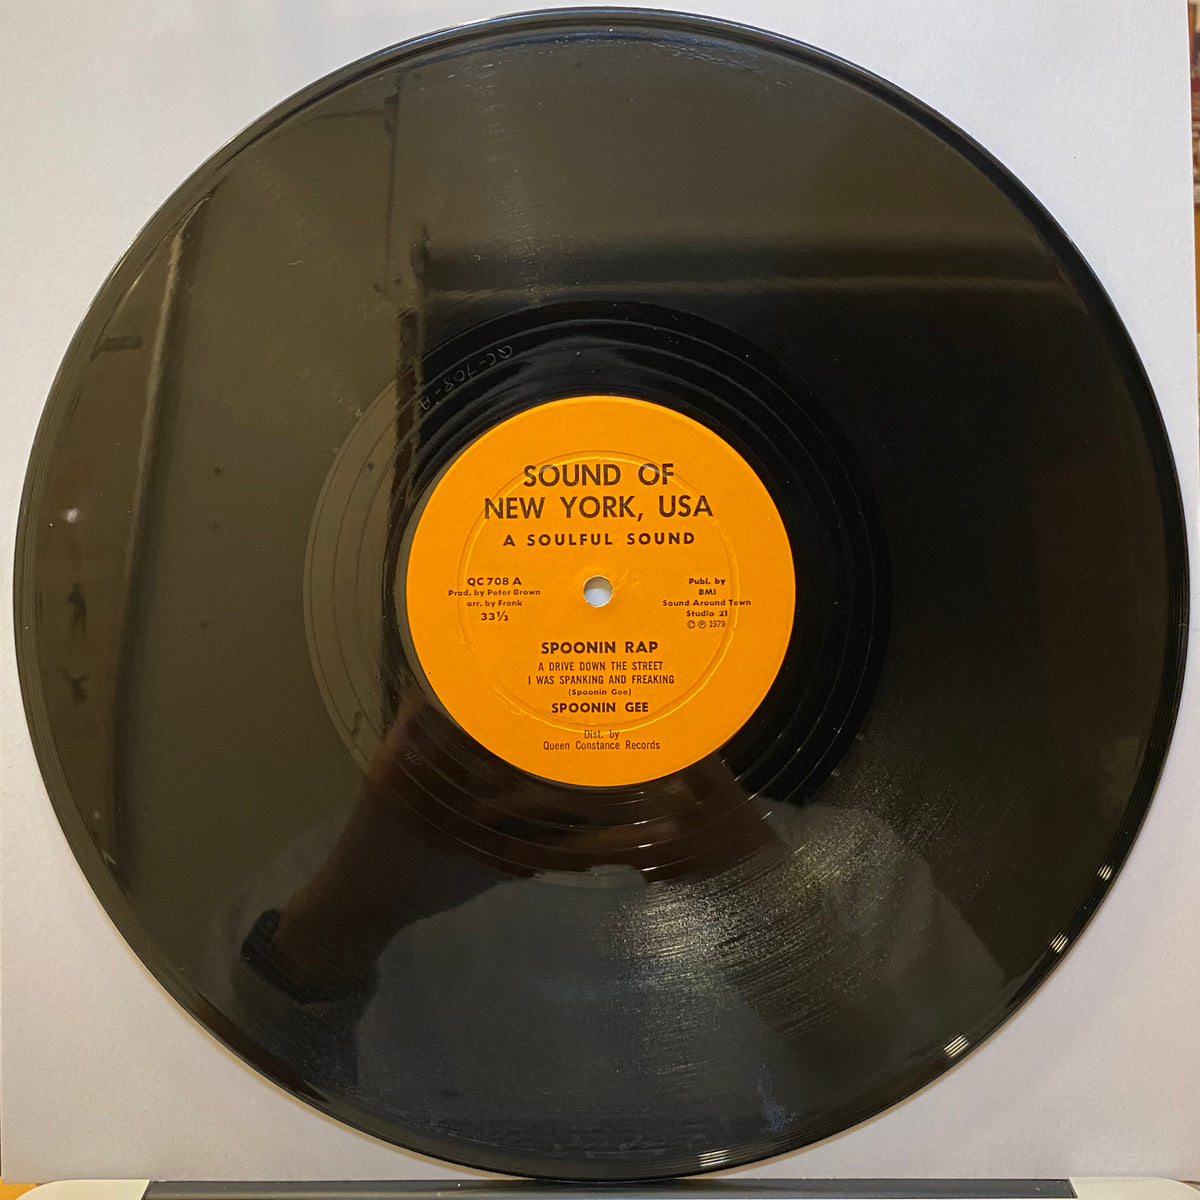 QC-708-A
SOUND OF
NEW YORK, USA
A SOULFUL SOUND
QC 708 A
Prod. by Peter Brown
arr. by Frank
33⅓
Publ. by
BMI
Sound Around Town
Studio 21
© ℗ 1979
SPOONIN RAP
A DRIVE DOWN THE STREET
I WAS SPANKING AND FREAKING
(Spoonin Gee)
SPOONIN GEE
Dist. by
Queen Constance Records